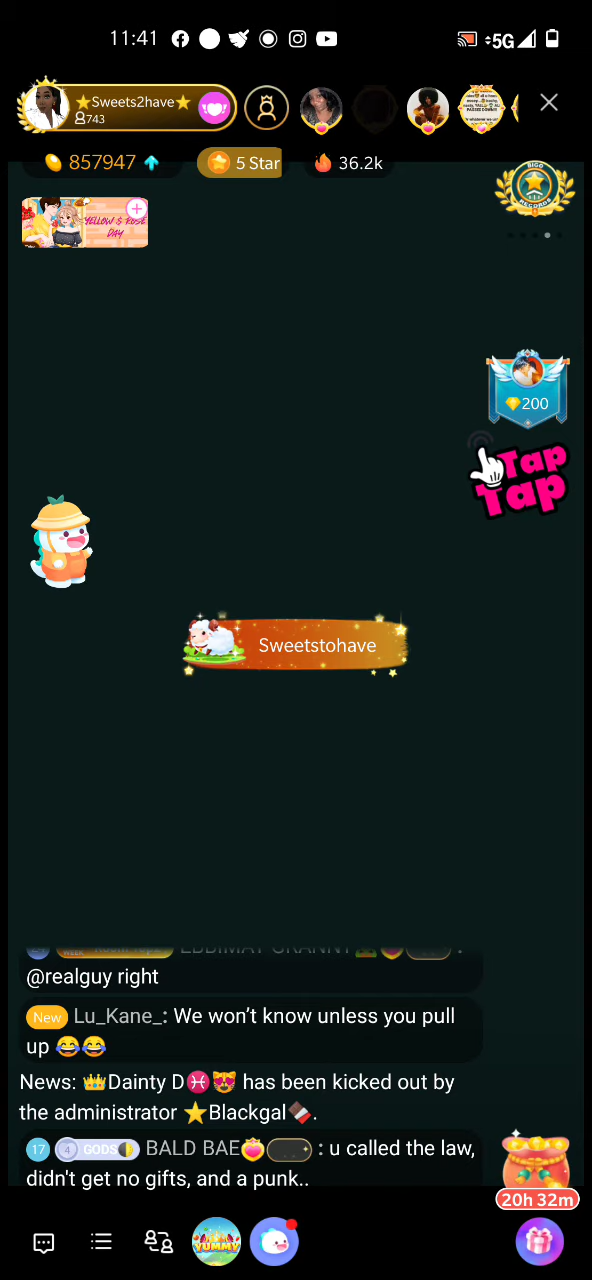 11:41
5G
⭐Sweets2have⭐
743
857947
5 Star
36.2k
YELLOW & ROSE
DAY
BIGO
RECORDS
200
Tap
Tap
Sweetstohave
@realguy right
New Lu_Kane_: We won’t know unless you pull
up 😂😂
News: 👑Dainty D♓😻 has been kicked out by
the administrator ⭐Blackgal🍫.
17 4 GODS BALD BAE : u called the law,
didn't get no gifts, and a punk..
20h 32m
YUMMY